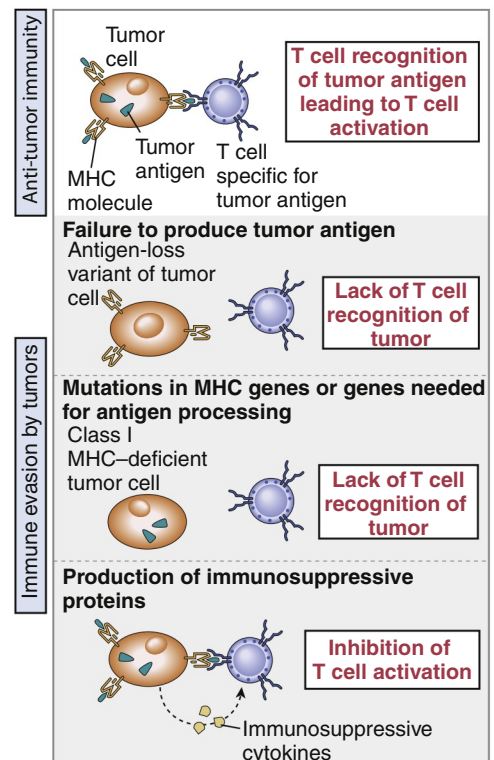 Anti-tumor immunity
Tumor
cell
T cell recognition
of tumor antigen
leading to T cell
activation
Tumor
antigen
MHC
molecule
T cell
specific for
tumor antigen
Immune evasion by tumors
Failure to produce tumor antigen
Antigen-loss
variant of tumor
cell
Lack of T cell
recognition of
tumor
Mutations in MHC genes or genes needed
for antigen processing
Class I
MHC–deficient
tumor cell
Lack of T cell
recognition of
tumor
Production of immunosuppressive
proteins
Inhibition of
T cell activation
Immunosuppressive
cytokines